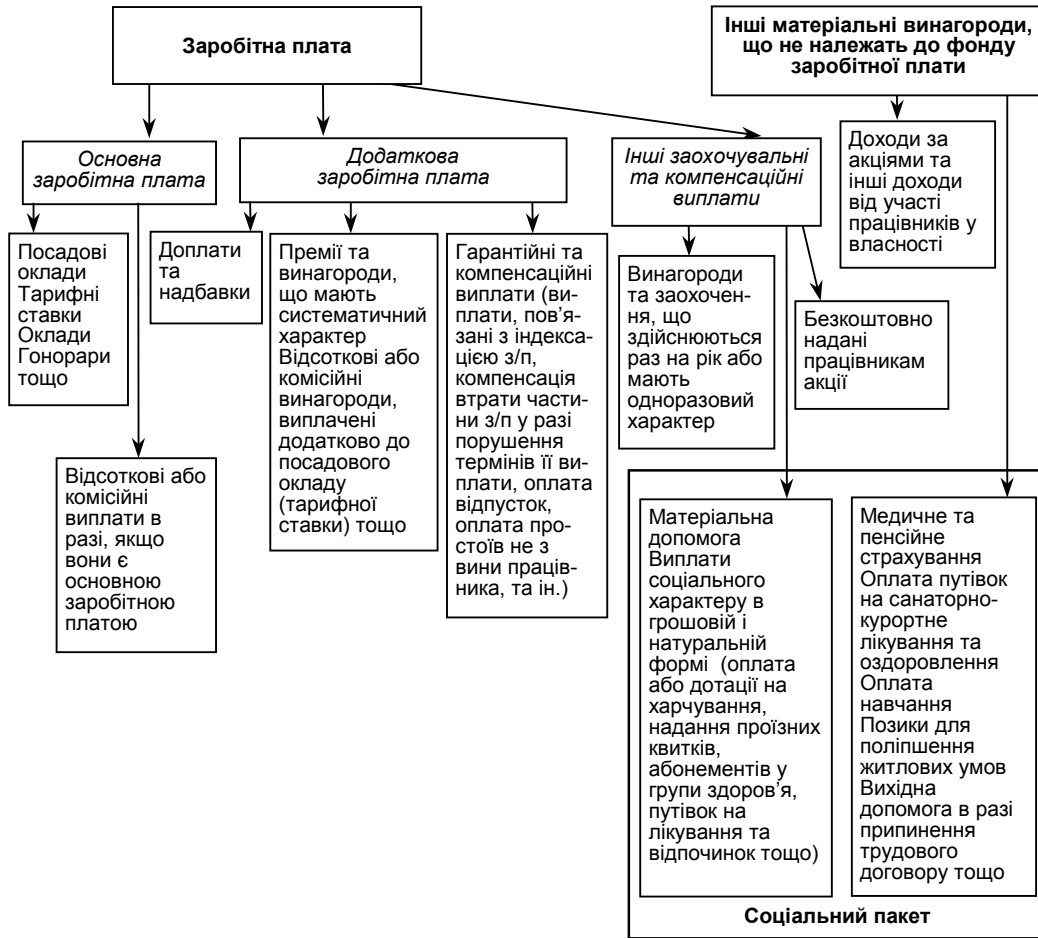 Заробітна плата
Інші матеріальні винагороди,
що не належать до фонду
заробітної плати
Основна
заробітна плата
Додаткова
заробітна плата
Інші заохочувальні
та компенсаційні
виплати
Доходи за
акціями та
інші доходи
від участі
працівників у
власності
Посадові
оклади
Тарифні
ставки
Оклади
Гонорари
тощо
Доплати
та
надбавки
Премії та
винагороди,
що мають
систематичний
характер
Відсоткові або
комісійні
винагороди,
виплачені
додатково до
посадового
окладу
(тарифної
ставки) тощо
Гарантійні та
компенсаційні
виплати (ви-
плати, пов’я-
зані з індекса-
цією з/п,
компенсація
втрати части-
ни з/п у разі
порушення
термінів її ви-
плати, оплата
відпусток,
оплата про-
стоїв не з
вини праців-
ника, та ін.)
Винагороди
та заохочен-
ня, що
здійснюються
раз на рік або
мають
одноразовий
характер
Безкоштовно
надані
працівникам
акції
Відсоткові або
комісійні
виплати в
разі, якщо
вони є
основною
заробітною
платою
Матеріальна
допомога
Виплати
соціального
характеру в
грошовій і
натуральній
формі (оплата
або дотації на
харчування,
надання проїзних
квитків,
абонементів у
групи здоров’я,
путівок на
лікування та
відпочинок тощо)
Медичне та
пенсійне
страхування
Оплата путівок
на санаторно-
курортне
лікування та
оздоровлення
Оплата
навчання
Позики для
поліпшення
житлових умов
Вихідна
допомога в разі
припинення
трудового
договору тощо
Соціальний пакет